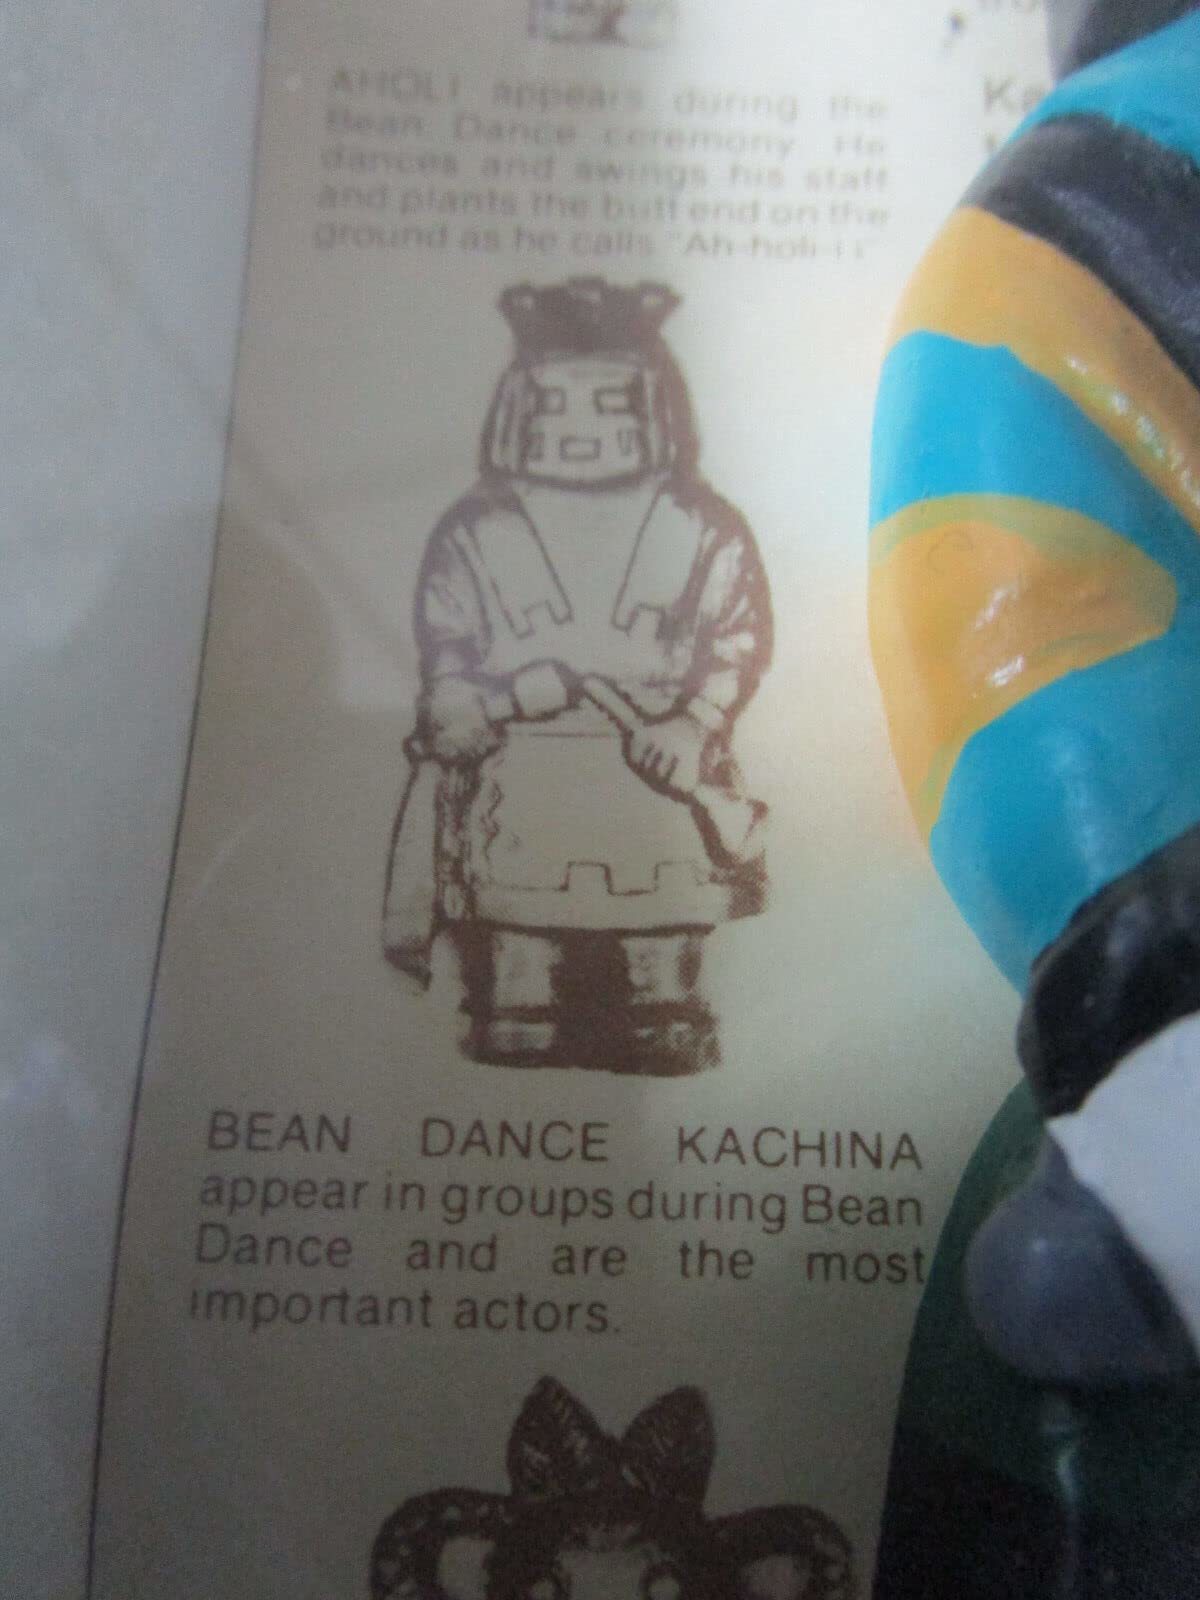 AHOLI appears during the
Bean Dance ceremony. He
dances and swings his staff
and plants the butt end on the
ground as he calls "Ah-holi-i i"
BEAN DANCE KACHINA
appear in groups during Bean
Dance and are the most
important actors.